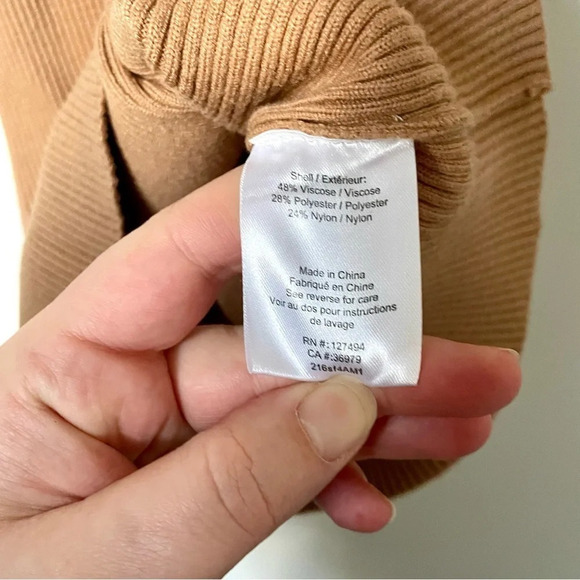 Shell / Extérieur:
48% Viscose / Viscose
28% Polyester / Polyester
24% Nylon / Nylon
Made in China
Fabriqué en Chine
See reverse for care
Voir au dos pour instructions
de lavage
RN #: 127494
CA #:36979
216sf4AM1